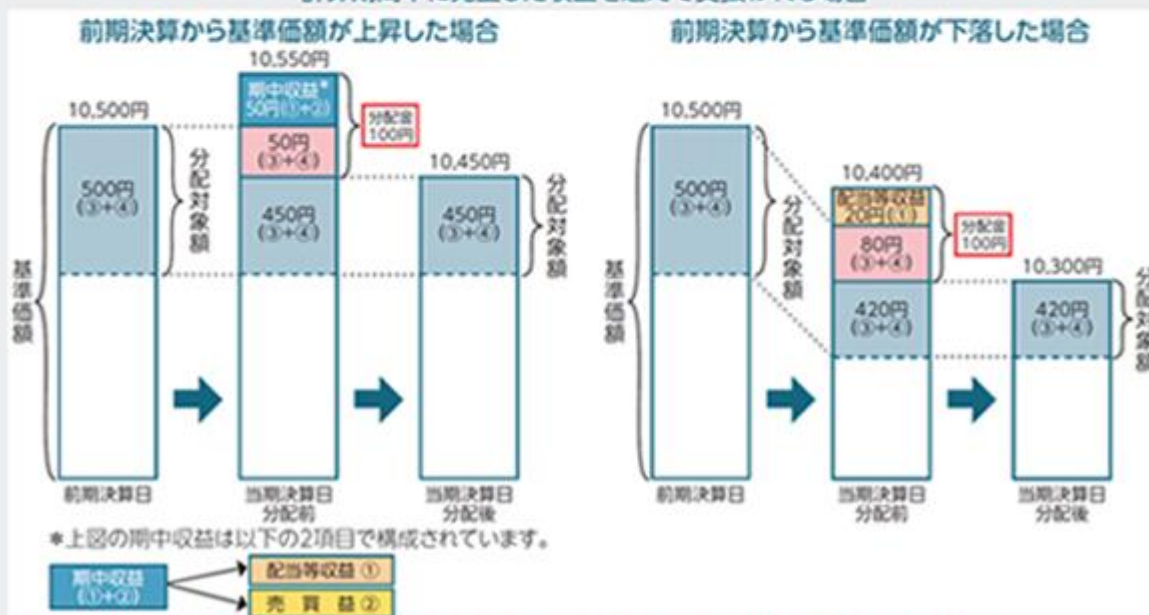 前期決算から基準価額が上昇した場合
10,500円
500円
(③+④)
分配対象額
基準価額
前期決算日
10,550円
期中収益*
50円(①+②)
50円
(③+④)
450円
(③+④)
分配金
100円
当期決算日
分配前
10,450円
450円
(③+④)
分配対象額
当期決算日
分配後
前期決算から基準価額が下落した場合
10,500円
500円
(③+④)
分配対象額
基準価額
前期決算日
10,400円
配当等収益
20円(①)
80円
(③+④)
420円
(③+④)
分配金
100円
当期決算日
分配前
10,300円
420円
(③+④)
分配対象額
当期決算日
分配後
*上図の期中収益は以下の2項目で構成されています。
期中収益
(①+②)
配当等収益 ①
売 買 益 ②